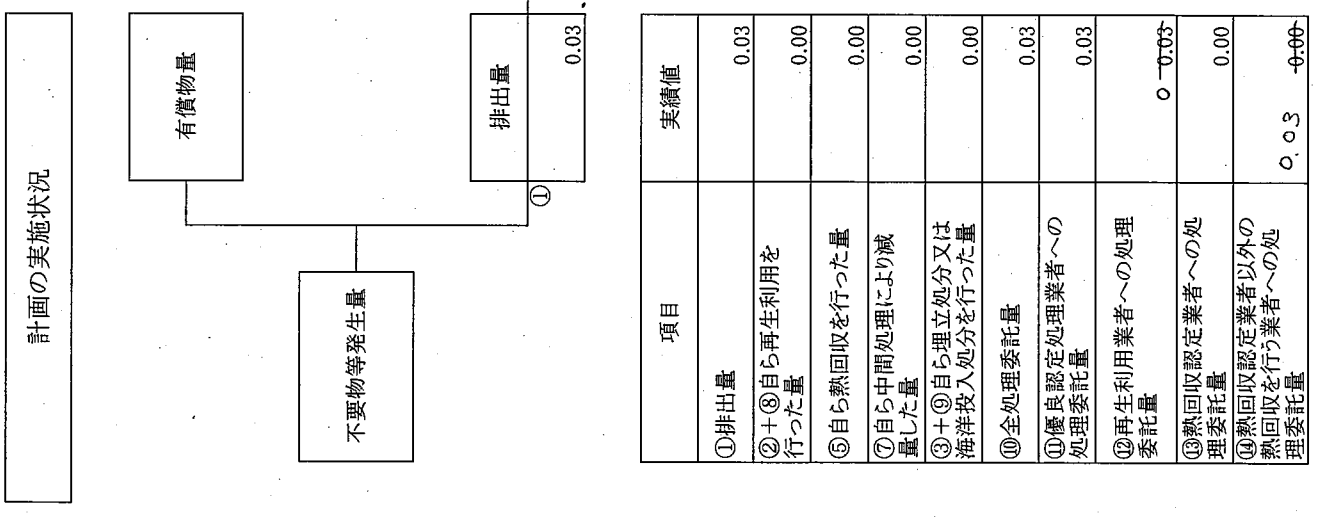 計画の実施状況
有償物量
不要物等発生量
排出量
①
0.03
項目 実績値
①排出量 0.03
②+⑧自ら再生利用を
行った量 0.00
⑤自ら熱回収を行った量 0.00
⑦自ら中間処理により減
量した量 0.00
③+⑨自ら埋立処分又は
海洋投入処分を行った量 0.00
⑩全処理委託量 0.03
⑪優良認定処理業者への
処理委託量 0.03
⑫再生利用業者への処理
委託量 0 0.03
⑬熱回収認定業者への処
理委託量 0.00
⑭熱回収認定業者以外の
熱回収を行う業者への処
理委託量 0.03 0.00